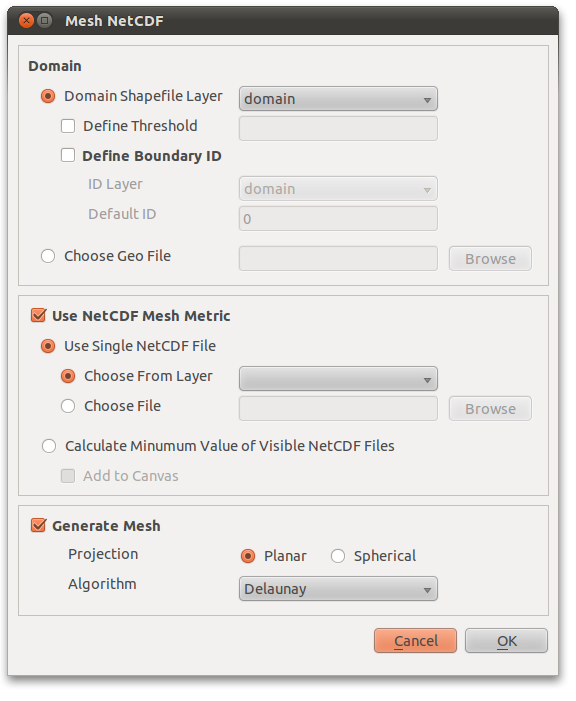 Mesh NetCDF
Domain
Domain Shapefile Layer domain
Define Threshold
Define Boundary ID
ID Layer domain
Default ID 0
Choose Geo File Browse
Use NetCDF Mesh Metric
Use Single NetCDF File
Choose From Layer
Choose File Browse
Calculate Minumum Value of Visible NetCDF Files
Add to Canvas
Generate Mesh
Projection Planar Spherical
Algorithm Delaunay
Cancel OK